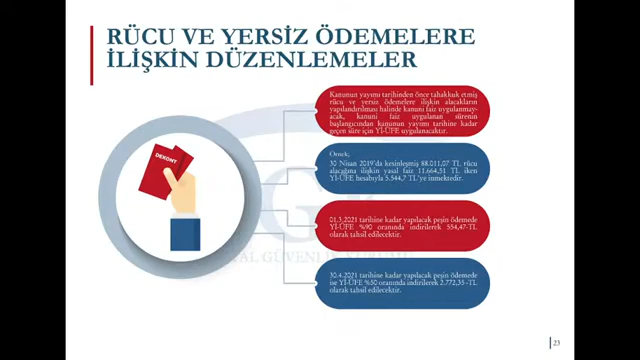 RÜCU VE YERSİZ ÖDEMELERE
İLİŞKİN DÜZENLEMELER
Kanunun yayımı tarihinden önce tahakkuk etmiş
rücu ve yersiz ödemelere ilişkin alacakların
yapılandırılması halinde kanuni faiz uygulanmay-
acak, kanuni faiz uygulanan sürenin
başlangıcından kanunun yayımı tarihine kadar
geçen süre için Yİ-ÜFE uygulanacaktır.
DEKONT
Örnek;
30 Nisan 2019'da kesinleşmiş 88.011,07 TL rücu
alacağına ilişkin yasal faiz 11.664,51 TL iken
Yİ-ÜFE hesabıyla 5.544,7 TL'ye inmektedir.
01.3.2021 tarihine kadar yapılacak peşin ödemede
Yİ-ÜFE %90 oranında indirilerek 554,47-TL
olarak tahsil edilecektir.
AL GÜVENLİK KURUMU
30.4.2021 tarihine kadar yapılacak peşin ödemede
ise Yİ-ÜFE %50 oranında indirilerek 2.772,35-TL
olarak tahsil edilecektir.
23